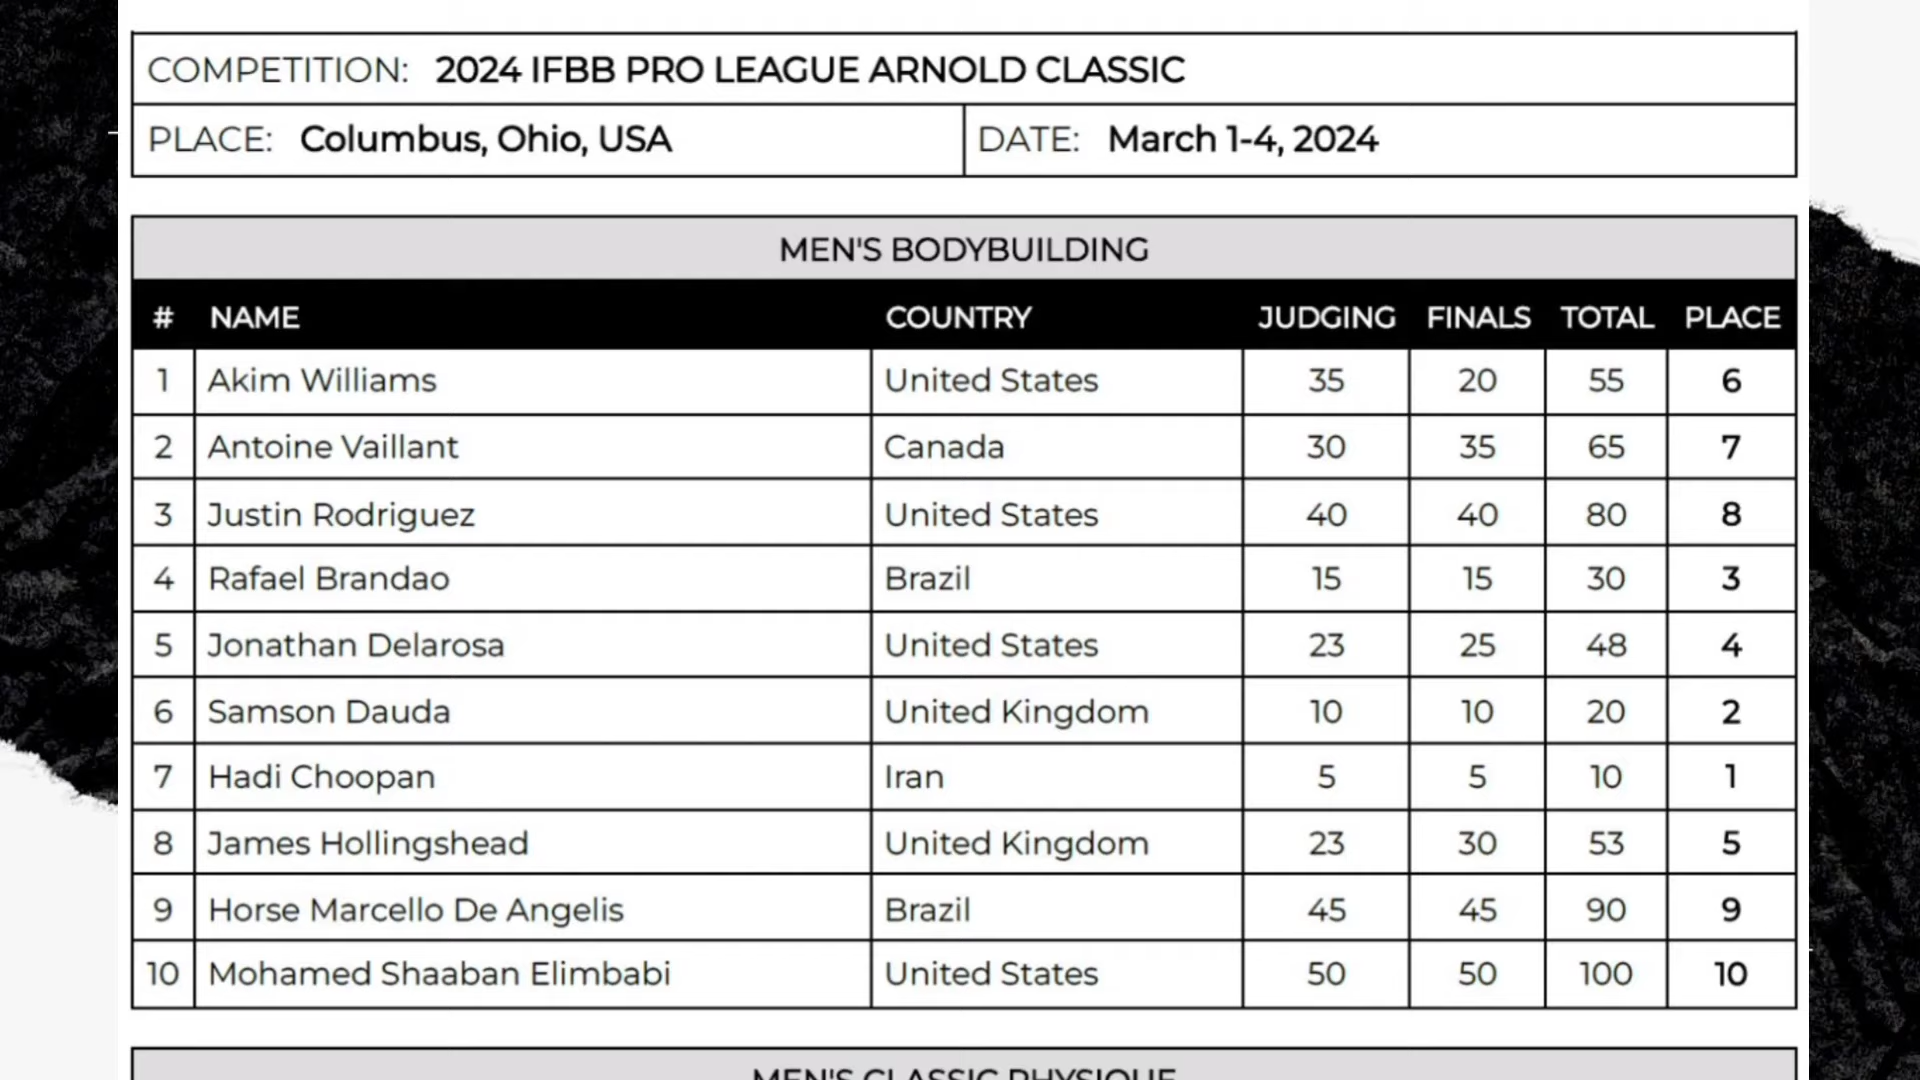 COMPETITION: 2024 IFBB PRO LEAGUE ARNOLD CLASSIC
PLACE: Columbus, Ohio, USA DATE: March 1-4, 2024
MEN'S BODYBUILDING
# NAME COUNTRY JUDGING FINALS TOTAL PLACE
1 Akim Williams United States 35 20 55 6
2 Antoine Vaillant Canada 30 35 65 7
3 Justin Rodriguez United States 40 40 80 8
4 Rafael Brandao Brazil 15 15 30 3
5 Jonathan Delarosa United States 23 25 48 4
6 Samson Dauda United Kingdom 10 10 20 2
7 Hadi Choopan Iran 5 5 10 1
8 James Hollingshead United Kingdom 23 30 53 5
9 Horse Marcello De Angelis Brazil 45 45 90 9
10 Mohamed Shaaban Elimbabi United States 50 50 100 10
MEN'S CLASSIC PHYSIQUE